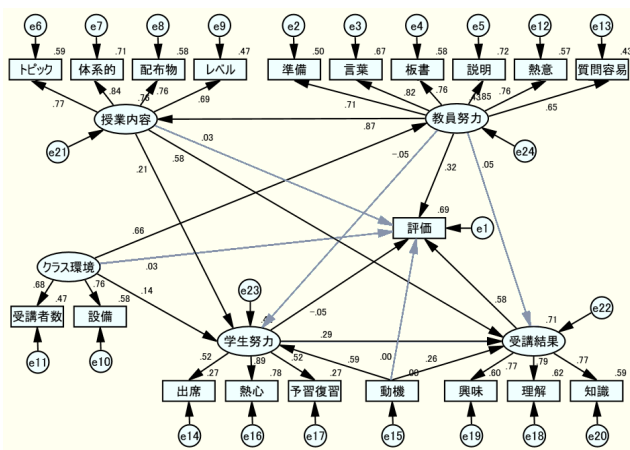 e6 e7 e8 e9 e2 e3 e4 e5 e12 e13
.59 .71 .58 .47 .50 .67 .58 .72 .57 .43
トピック 体系的 配布物 レベル 準備 言葉 板書 説明 熱意 質問容易
.77 .84 .76 .69 .71 .82 .76 .85 .76 .65
授業内容 教員努力
.87
e21 e24
.03 -.05
.21 .58 .32 .05
.69
評価 e1
.66
クラス環境 .03
.68 .76 .14 e23
.47 .58 .58 .71 e22
受講者数 設備 -.05
学生努力 .29 受講結果
e11 e10
.52 .89 .52 .59 .00 .26 .77 .79 .77
.27 .78 .27 .60 .62 .59
出席 熱心 予習復習 動機 興味 理解 知識
e14 e16 e17 e15 e19 e18 e20